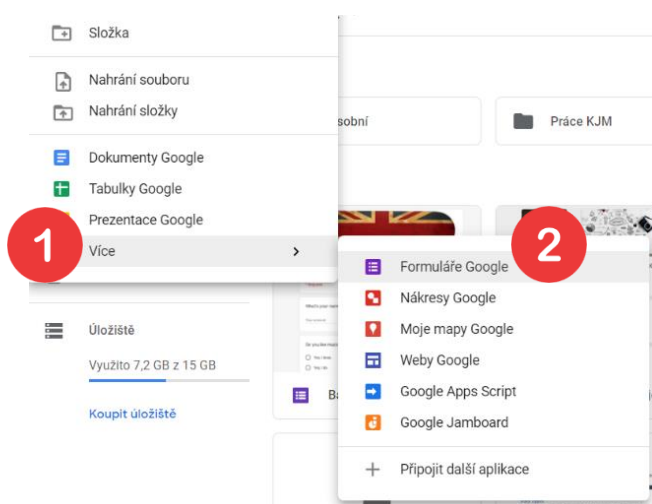 Složka
Nahrání souboru
Nahrání složky
Dokumenty Google
Tabulky Google
Prezentace Google
1
Více
Úložiště
Využito 7,2 GB z 15 GB
Koupit úložiště
sobní
Práce KJM
2
Formuláře Google
Nákresy Google
Moje mapy Google
Weby Google
Google Apps Script
Google Jamboard
Připojit další aplikace